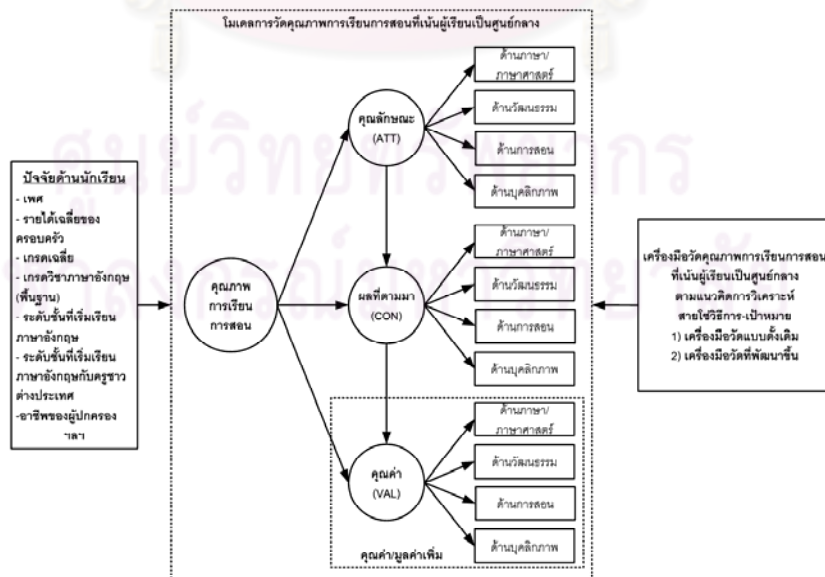 โมเดลการวัดคุณภาพการเรียนการสอนที่เน้นผู้เรียนเป็นศูนย์กลาง
ปัจจัยด้านนักเรียน
- เพศ
- รายได้เฉลี่ยของ
ครอบครัว
- เกรดเฉลี่ย
- เกรดวิชาภาษาอังกฤษ
(พื้นฐาน)
- ระดับชั้นที่เริ่มเรียน
ภาษาอังกฤษ
- ระดับชั้นที่เริ่มเรียน
ภาษาอังกฤษกับครูชาว
ต่างประเทศ
-อาชีพของผู้ปกครอง
ฯลฯ
คุณภาพ
การเรียน
การสอน
คุณลักษณะ
(ATT)
ด้านภาษา/
ภาษาศาสตร์
ด้านวัฒนธรรม
ด้านการสอน
ด้านบุคลิกภาพ
ผลที่ตามมา
(CON)
ด้านภาษา/
ภาษาศาสตร์
ด้านวัฒนธรรม
ด้านการสอน
ด้านบุคลิกภาพ
คุณค่า
(VAL)
ด้านภาษา/
ภาษาศาสตร์
ด้านวัฒนธรรม
ด้านการสอน
ด้านบุคลิกภาพ
คุณค่า/มูลค่าเพิ่ม
เครื่องมือวัดคุณภาพการเรียนการสอน
ที่เน้นผู้เรียนเป็นศูนย์กลาง
ตามแนวคิดการวิเคราะห์
สายใยวิธีการ-เป้าหมาย
1) เครื่องมือวัดแบบดั้งเดิม
2) เครื่องมือวัดที่พัฒนาขึ้น
ศูนย์วิทยทรัพยากร